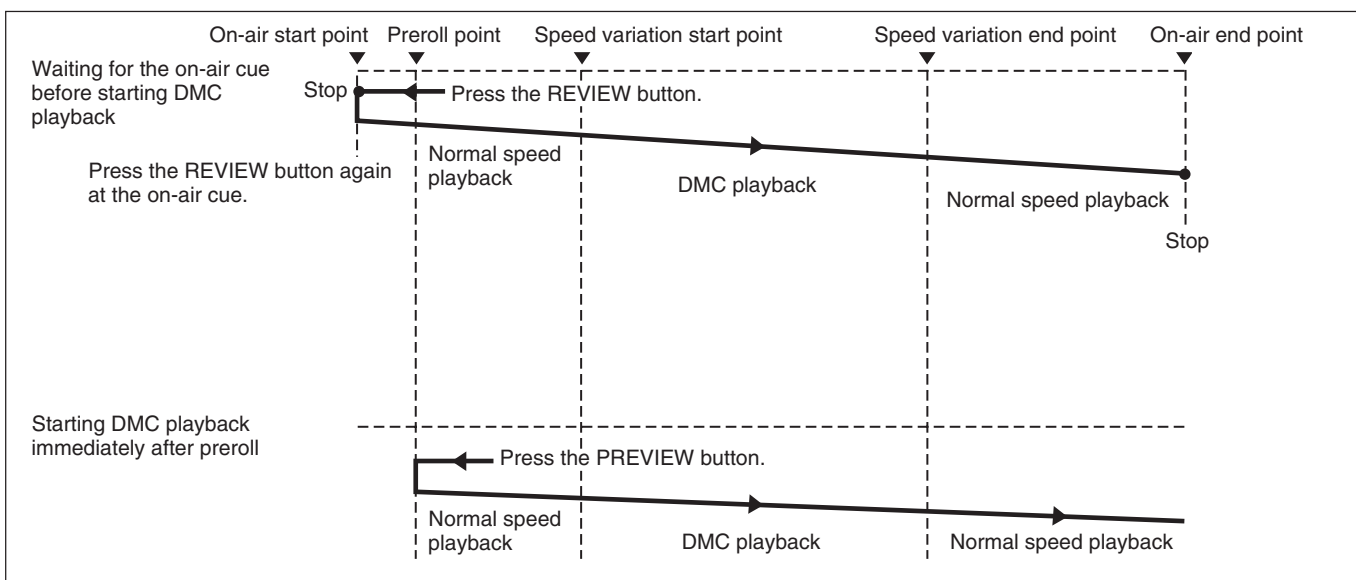 On-air start point Preroll point Speed variation start point Speed variation end point On-air end point
Waiting for the on-air cue
before starting DMC
playback
Stop
Press the REVIEW button.
Press the REVIEW button again
at the on-air cue.
Normal speed
playback
DMC playback
Normal speed playback
Stop
Starting DMC playback
immediately after preroll
Press the PREVIEW button.
Normal speed
playback
DMC playback
Normal speed playback